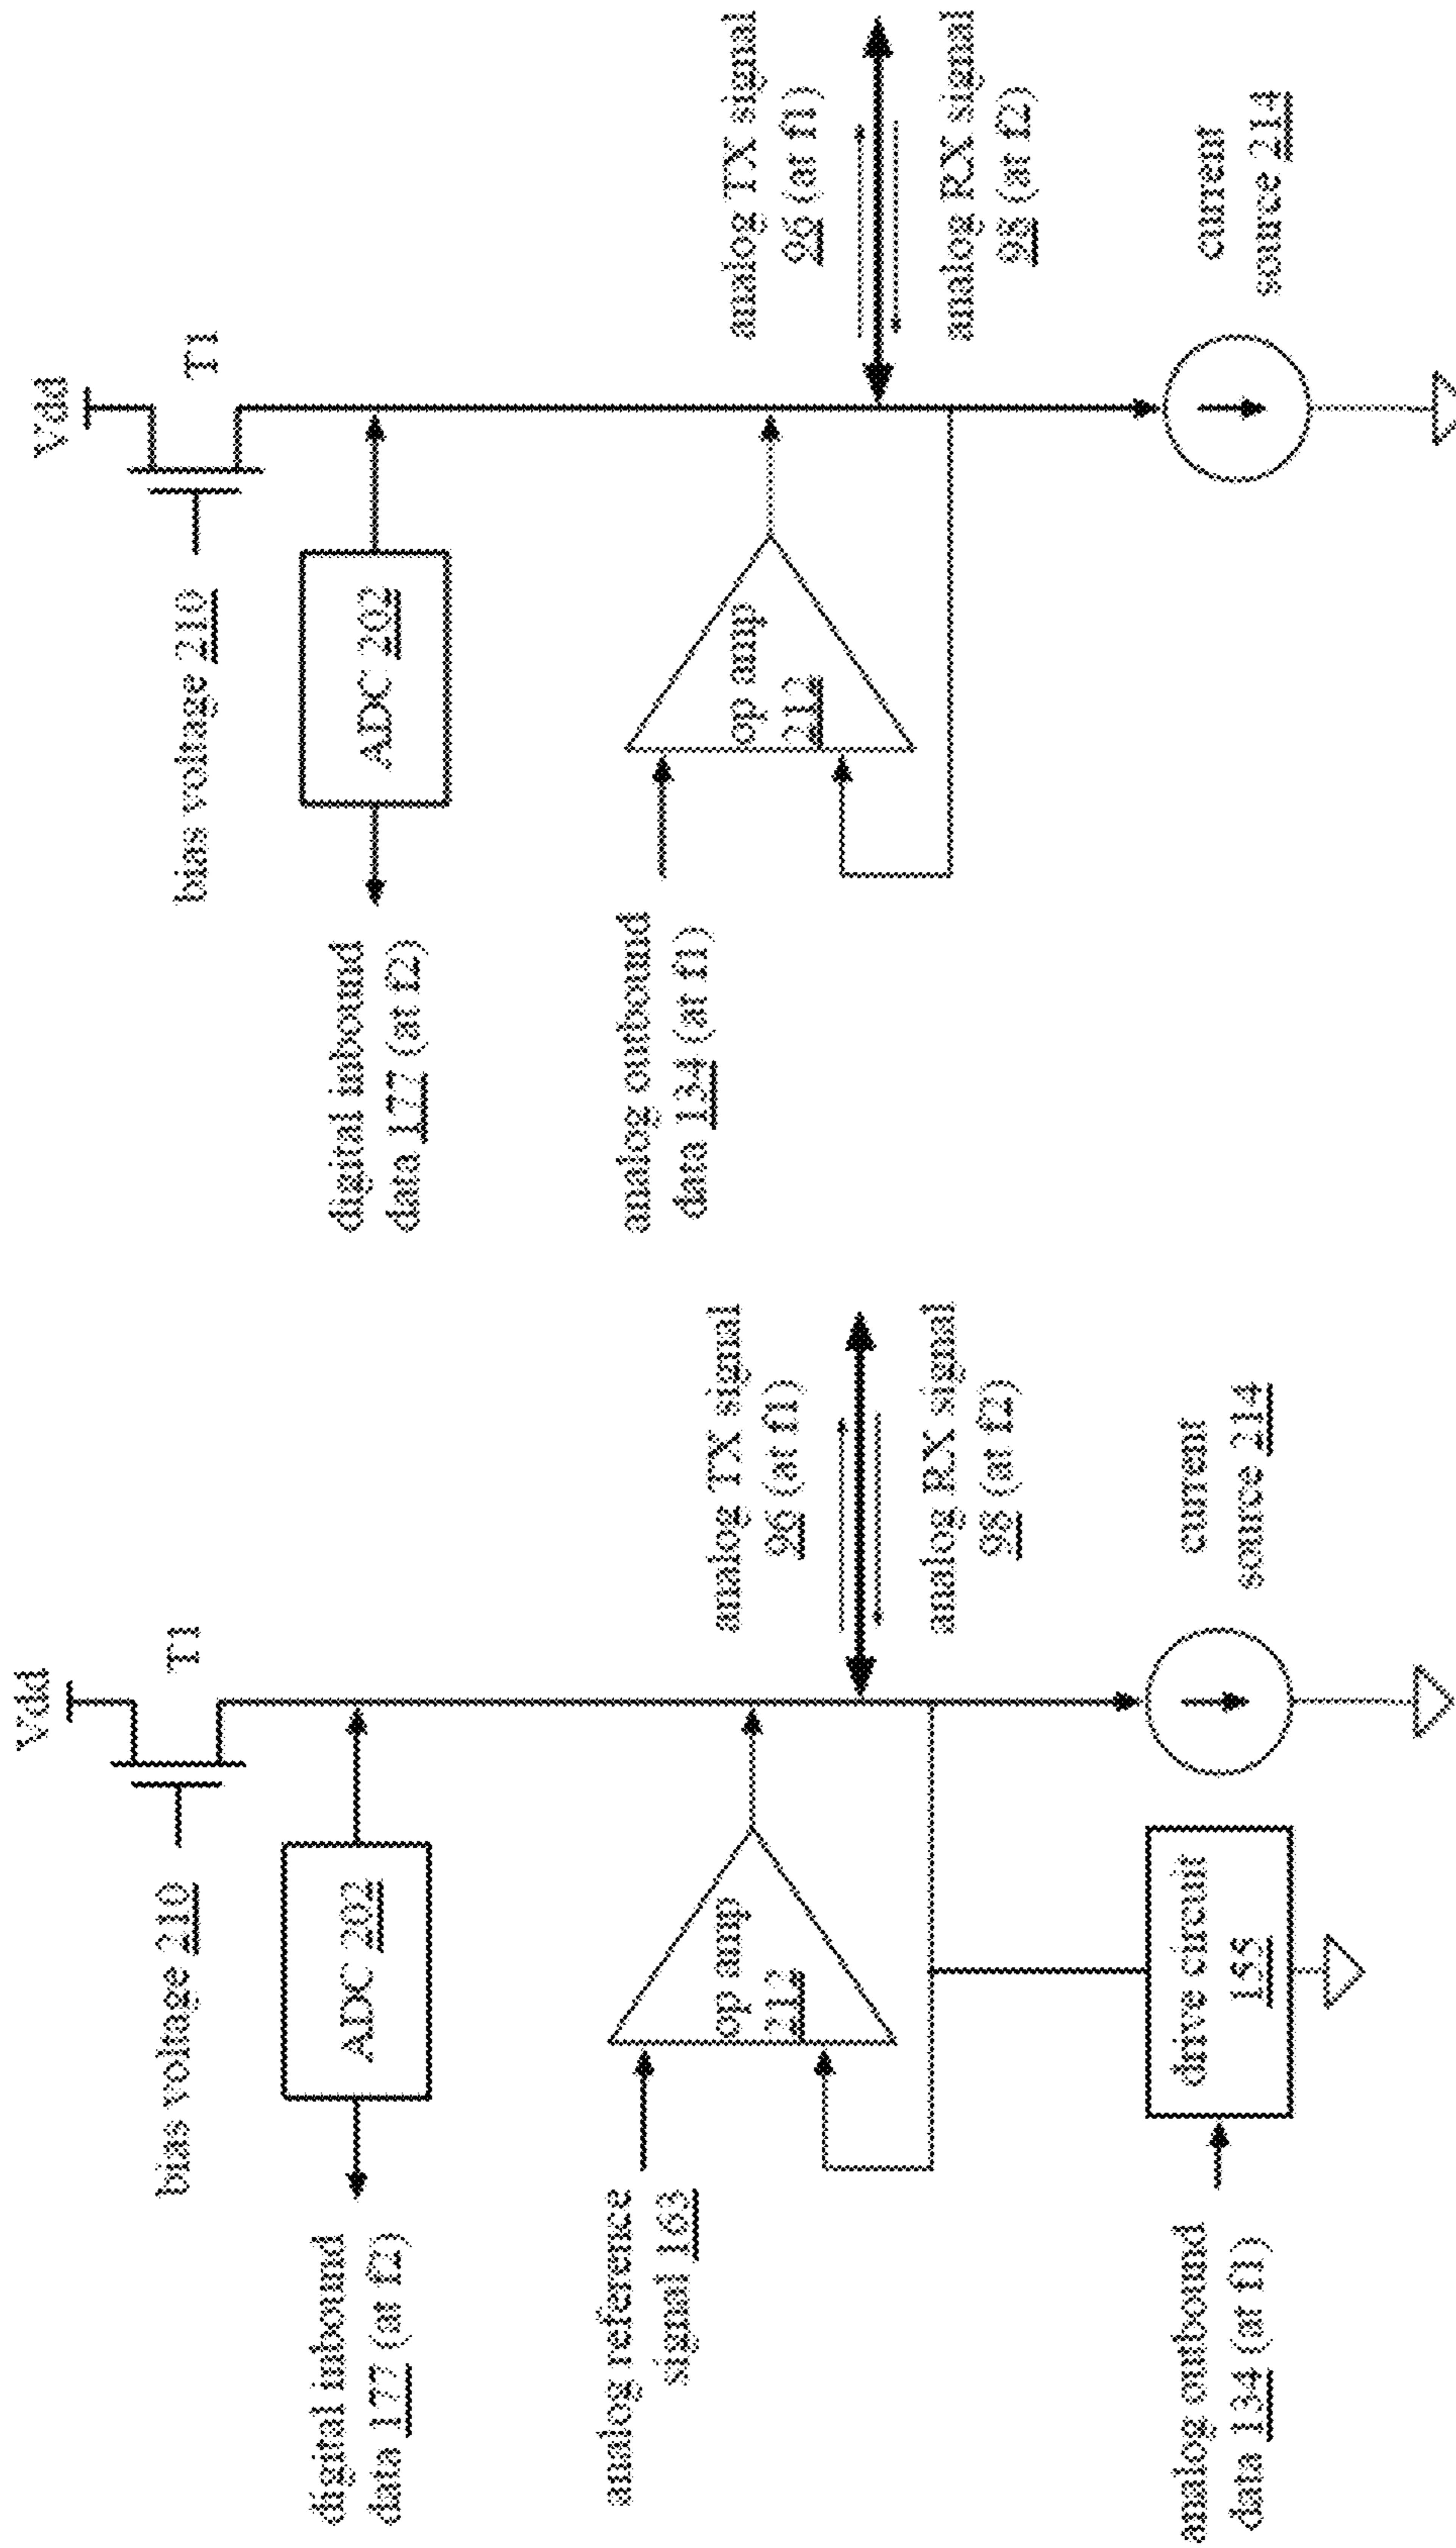 Vdd
T1
bias voltage 210
ADC 202
digital inbound
data 177 (at f2)
op amp
212
analog reference
signal 163
analog TX signal
96 (at f1)
analog RX signal
98 (at f2)
current
source 214
drive circuit
155
analog outbound
data 134 (at f1)
Vdd
T1
bias voltage 210
ADC 202
digital inbound
data 177 (at f2)
op amp
212
analog outbound
data 134 (at f1)
analog TX signal
96 (at f1)
analog RX signal
98 (at f2)
current
source 214